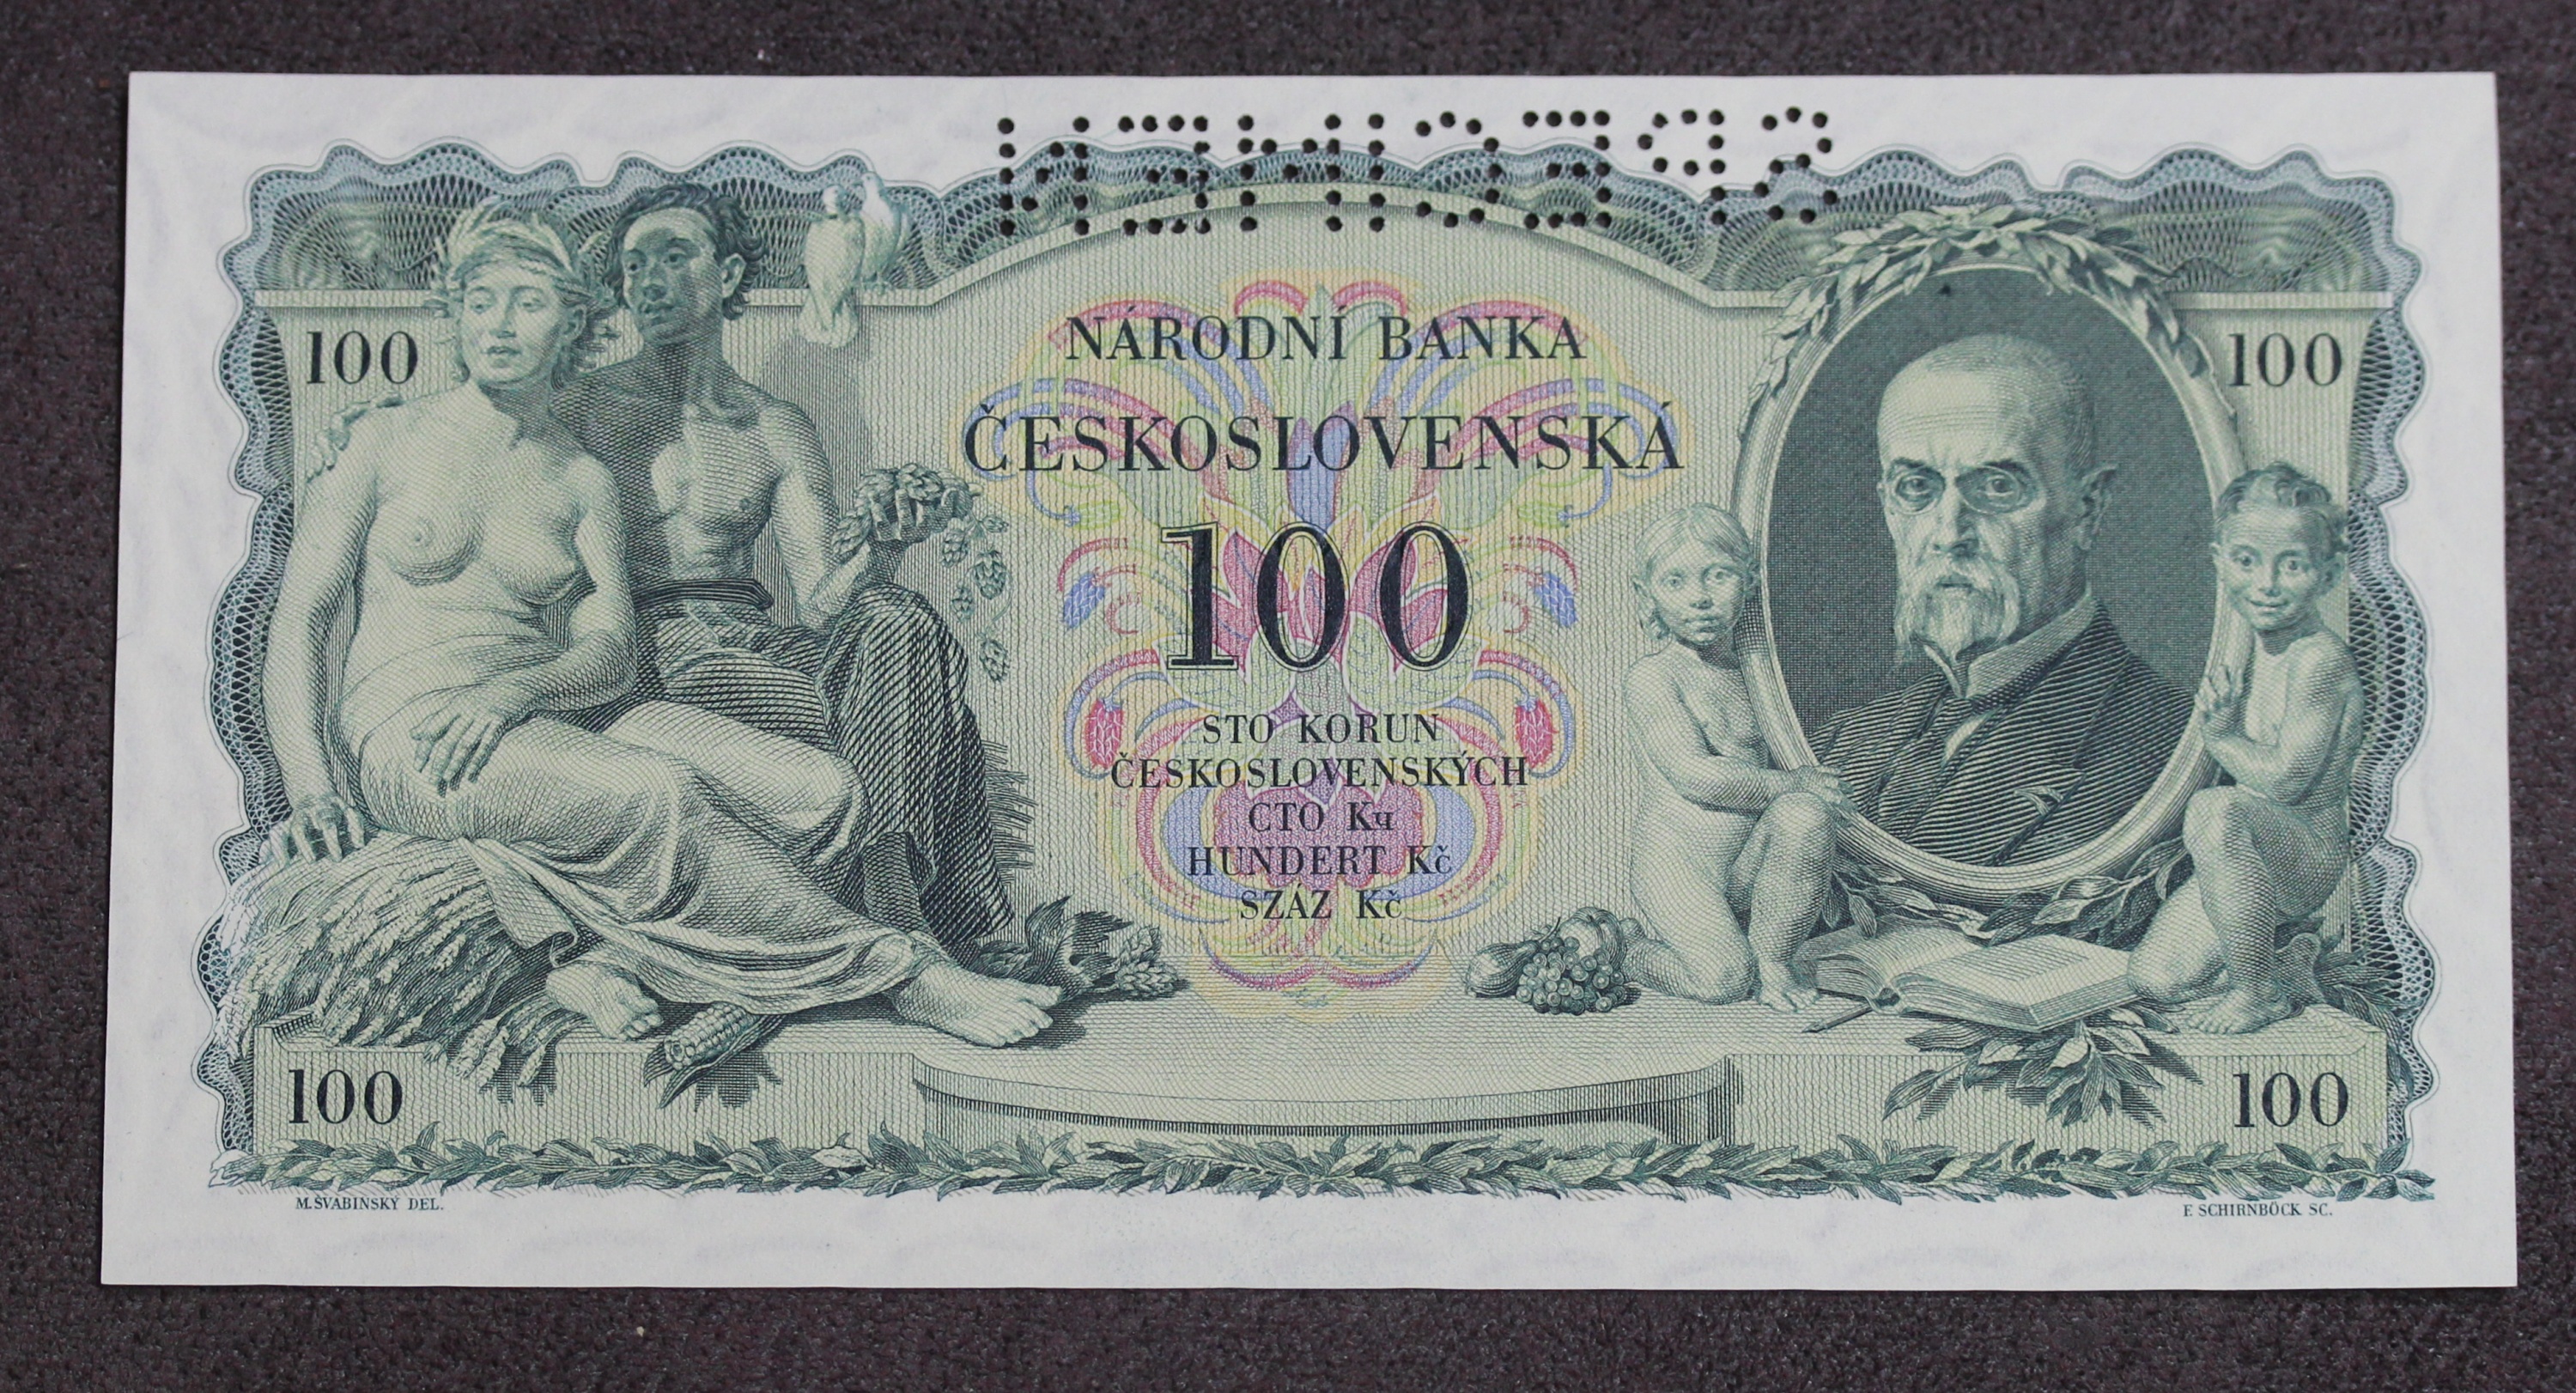 SPECIMEN
100
100
NÁRODNÍ BANKA
ČESKOSLOVENSKÁ
100
STO KORUN
ČESKOSLOVENSKÝCH
СТО Кч
HUNDERT Kč
SZÁZ Kč
100
100
M. ŠVABINSKÝ DEL.
F. SCHIRNBÖCK SC.